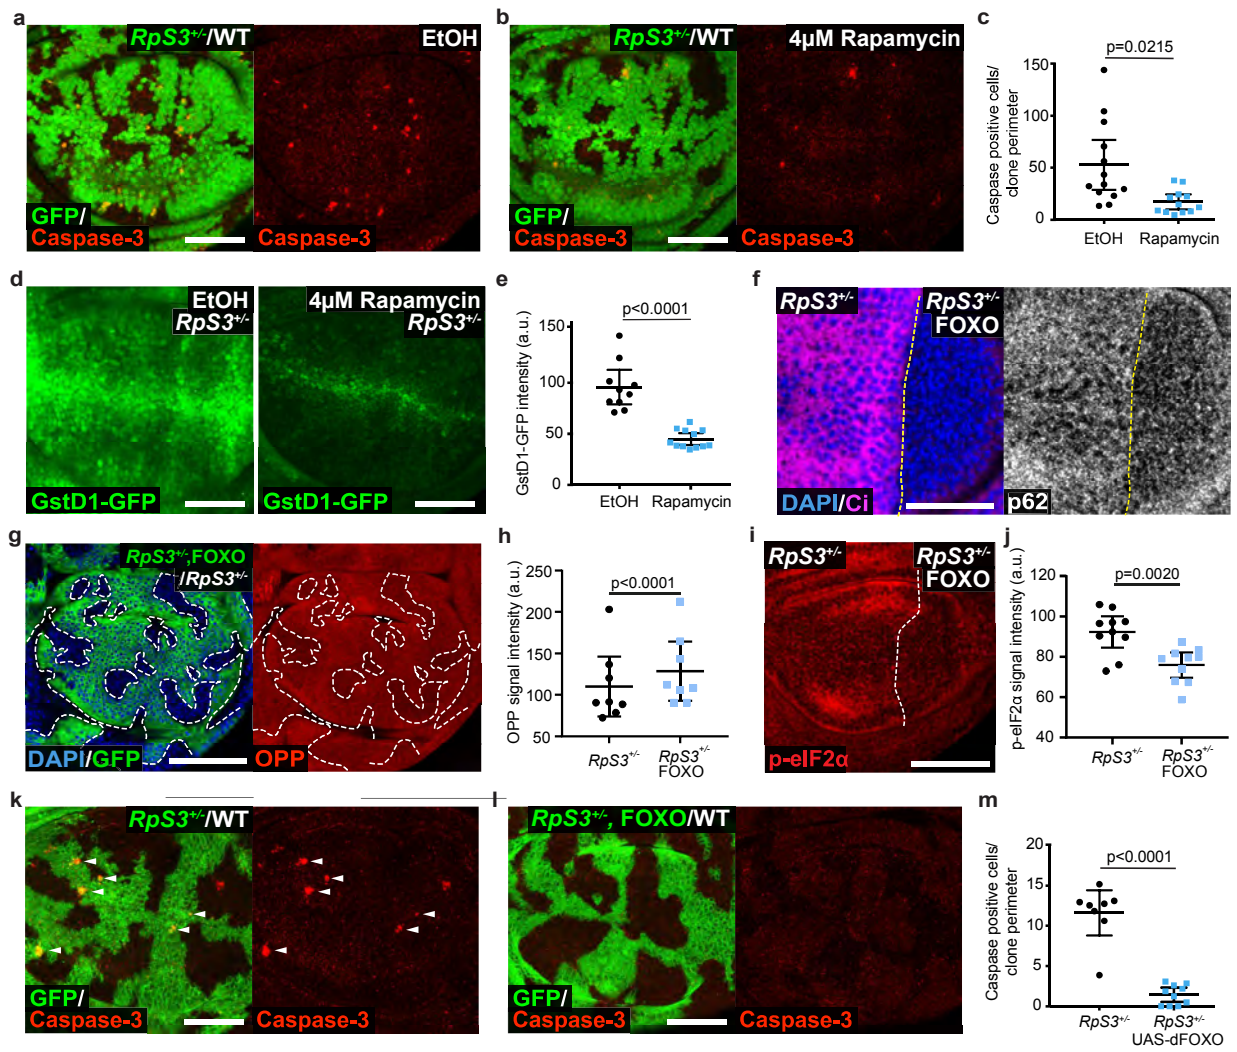 a
RpS3+/-/WT
EtOH
GFP/
Caspase-3
Caspase-3
b
RpS3+/-/WT
4µM Rapamycin
GFP/
Caspase-3
Caspase-3
c
p=0.0215
Caspase positive cells/
clone perimeter
150
100
50
0
EtOH
Rapamycin
d
EtOH
RpS3+/-
GstD1-GFP
4µM Rapamycin
RpS3+/-
GstD1-GFP
e
p<0.0001
GstD1-GFP intensity (a.u.)
150
100
50
0
EtOH
Rapamycin
f
RpS3+/-
RpS3+/-
FOXO
DAPI/Ci
p62
g
RpS3+/-,FOXO
/RpS3+/-
DAPI/GFP
OPP
h
p<0.0001
OPP signal intensity (a.u.)
250
200
150
100
50
RpS3+/-
RpS3+/-
FOXO
i
RpS3+/-
RpS3+/-
FOXO
p-eIF2α
j
p=0.0020
p-eIF2α signal intensity (a.u.)
120
100
80
60
40
RpS3+/-
RpS3+/-
FOXO
k
RpS3+/-/WT
GFP/
Caspase-3
Caspase-3
l
RpS3+/-, FOXO/WT
GFP/
Caspase-3
Caspase-3
m
p<0.0001
Caspase positive cells/
clone perimeter
20
15
10
5
0
RpS3+/-
RpS3+/-
UAS-dFOXO